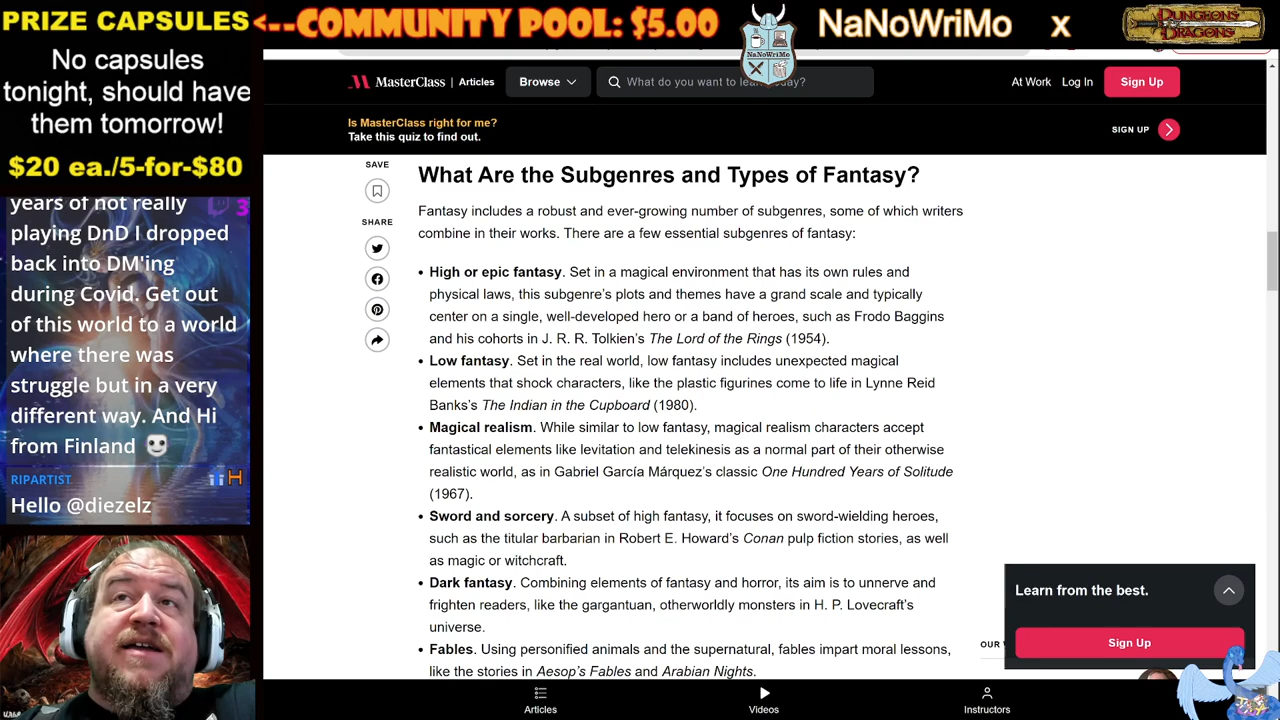 PRIZE CAPSULES
<--COMMUNITY POOL: $5.00
NaNoWriMo
NaNoWriMo x
DUNGEONS & DRAGONS
No capsules
tonight, should have
them tomorrow!
$20 ea./5-for-$80
years of not really
playing DnD I dropped
back into DM'ing
during Covid. Get out
of this world to a world
where there was
struggle but in a very
different way. And Hi
from Finland
RIPARTIST
Hello @diezelz
MasterClass | Articles
Browse
What do you want to learn today?
At Work
Log In
Sign Up
Is MasterClass right for me?
Take this quiz to find out.
SIGN UP
SAVE
SHARE
What Are the Subgenres and Types of Fantasy?
Fantasy includes a robust and ever-growing number of subgenres, some of which writers
combine in their works. There are a few essential subgenres of fantasy:
• High or epic fantasy. Set in a magical environment that has its own rules and
physical laws, this subgenre's plots and themes have a grand scale and typically
center on a single, well-developed hero or a band of heroes, such as Frodo Baggins
and his cohorts in J. R. R. Tolkien's The Lord of the Rings (1954).
• Low fantasy. Set in the real world, low fantasy includes unexpected magical
elements that shock characters, like the plastic figurines come to life in Lynne Reid
Banks's The Indian in the Cupboard (1980).
• Magical realism. While similar to low fantasy, magical realism characters accept
fantastical elements like levitation and telekinesis as a normal part of their otherwise
realistic world, as in Gabriel García Márquez's classic One Hundred Years of Solitude
(1967).
• Sword and sorcery. A subset of high fantasy, it focuses on sword-wielding heroes,
such as the titular barbarian in Robert E. Howard's Conan pulp fiction stories, as well
as magic or witchcraft.
• Dark fantasy. Combining elements of fantasy and horror, its aim is to unnerve and
frighten readers, like the gargantuan, otherworldly monsters in H. P. Lovecraft's
universe.
• Fables. Using personified animals and the supernatural, fables impart moral lessons,
like the stories in Aesop's Fables and Arabian Nights.
Learn from the best.
Sign Up
OUR
Articles
Videos
Instructors